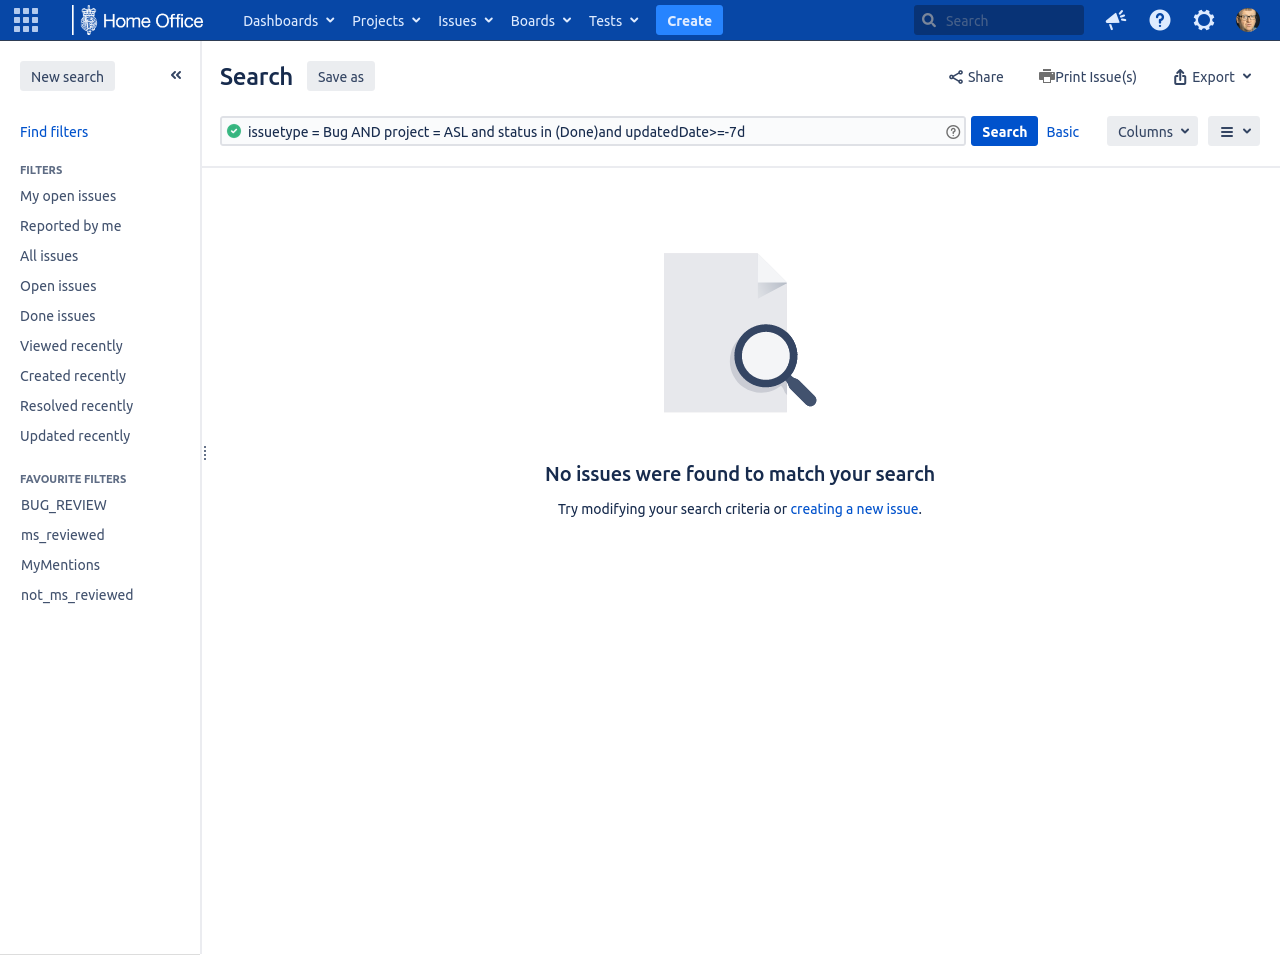 Home Office
Dashboards Projects Issues Boards Tests Create Search
New search
Search Save as Share Print Issue(s) Export
Find filters
issuetype = Bug AND project = ASL and status in (Done)and updatedDate>=-7d Search Basic Columns
FILTERS
My open issues
Reported by me
All issues
Open issues
Done issues
Viewed recently
Created recently
Resolved recently
Updated recently
FAVOURITE FILTERS
BUG_REVIEW
ms_reviewed
MyMentions
not_ms_reviewed
No issues were found to match your search
Try modifying your search criteria or creating a new issue.